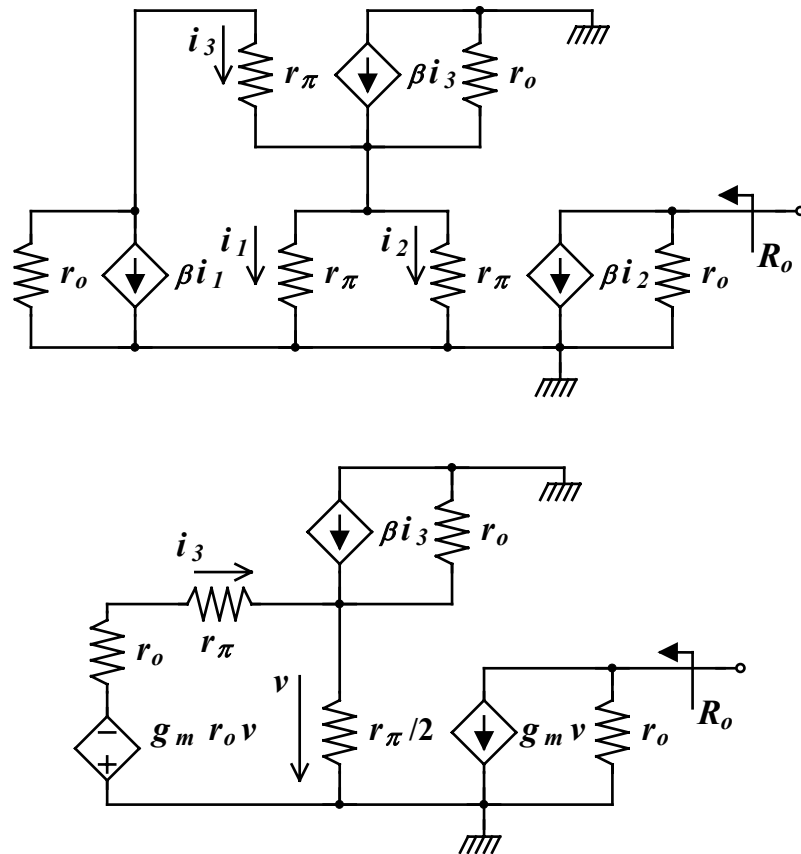 i3 rπ βi3 ro
ro βi1 i1 rπ i2 rπ βi2 ro Ro
βi3 ro
i3
rπ
ro
− + gm ro v
v rπ/2 gm v ro Ro